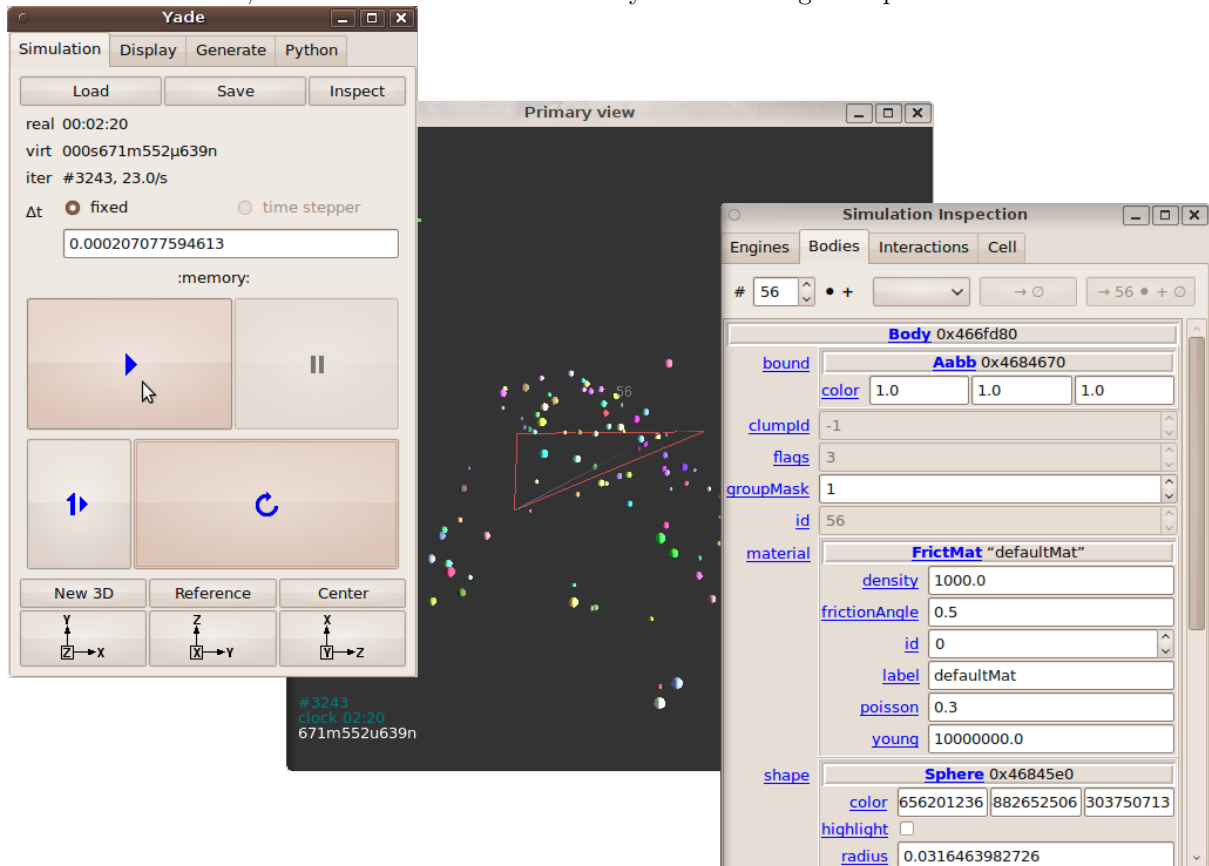 Yade
Simulation Display Generate Python
Load Save Inspect
real 00:02:20
virt 000s671m552µ639n
iter #3243, 23.0/s
Δt fixed time stepper
0.000207077594613
:memory:
1
New 3D Reference Center
Y Z X
Z X X Y Y Z
Primary view
56
#3243
clock 02:20
671m552u639n
Simulation Inspection
Engines Bodies Interactions Cell
# 56 • + → ∅ → 56 • + ∅
Body 0x466fd80
bound Aabb 0x4684670
color 1.0 1.0 1.0
clumpId -1
flags 3
groupMask 1
id 56
material FrictMat “defaultMat”
density 1000.0
frictionAngle 0.5
id 0
label defaultMat
poisson 0.3
young 10000000.0
shape Sphere 0x46845e0
color 656201236 882652506 303750713
highlight
radius 0.0316463982726